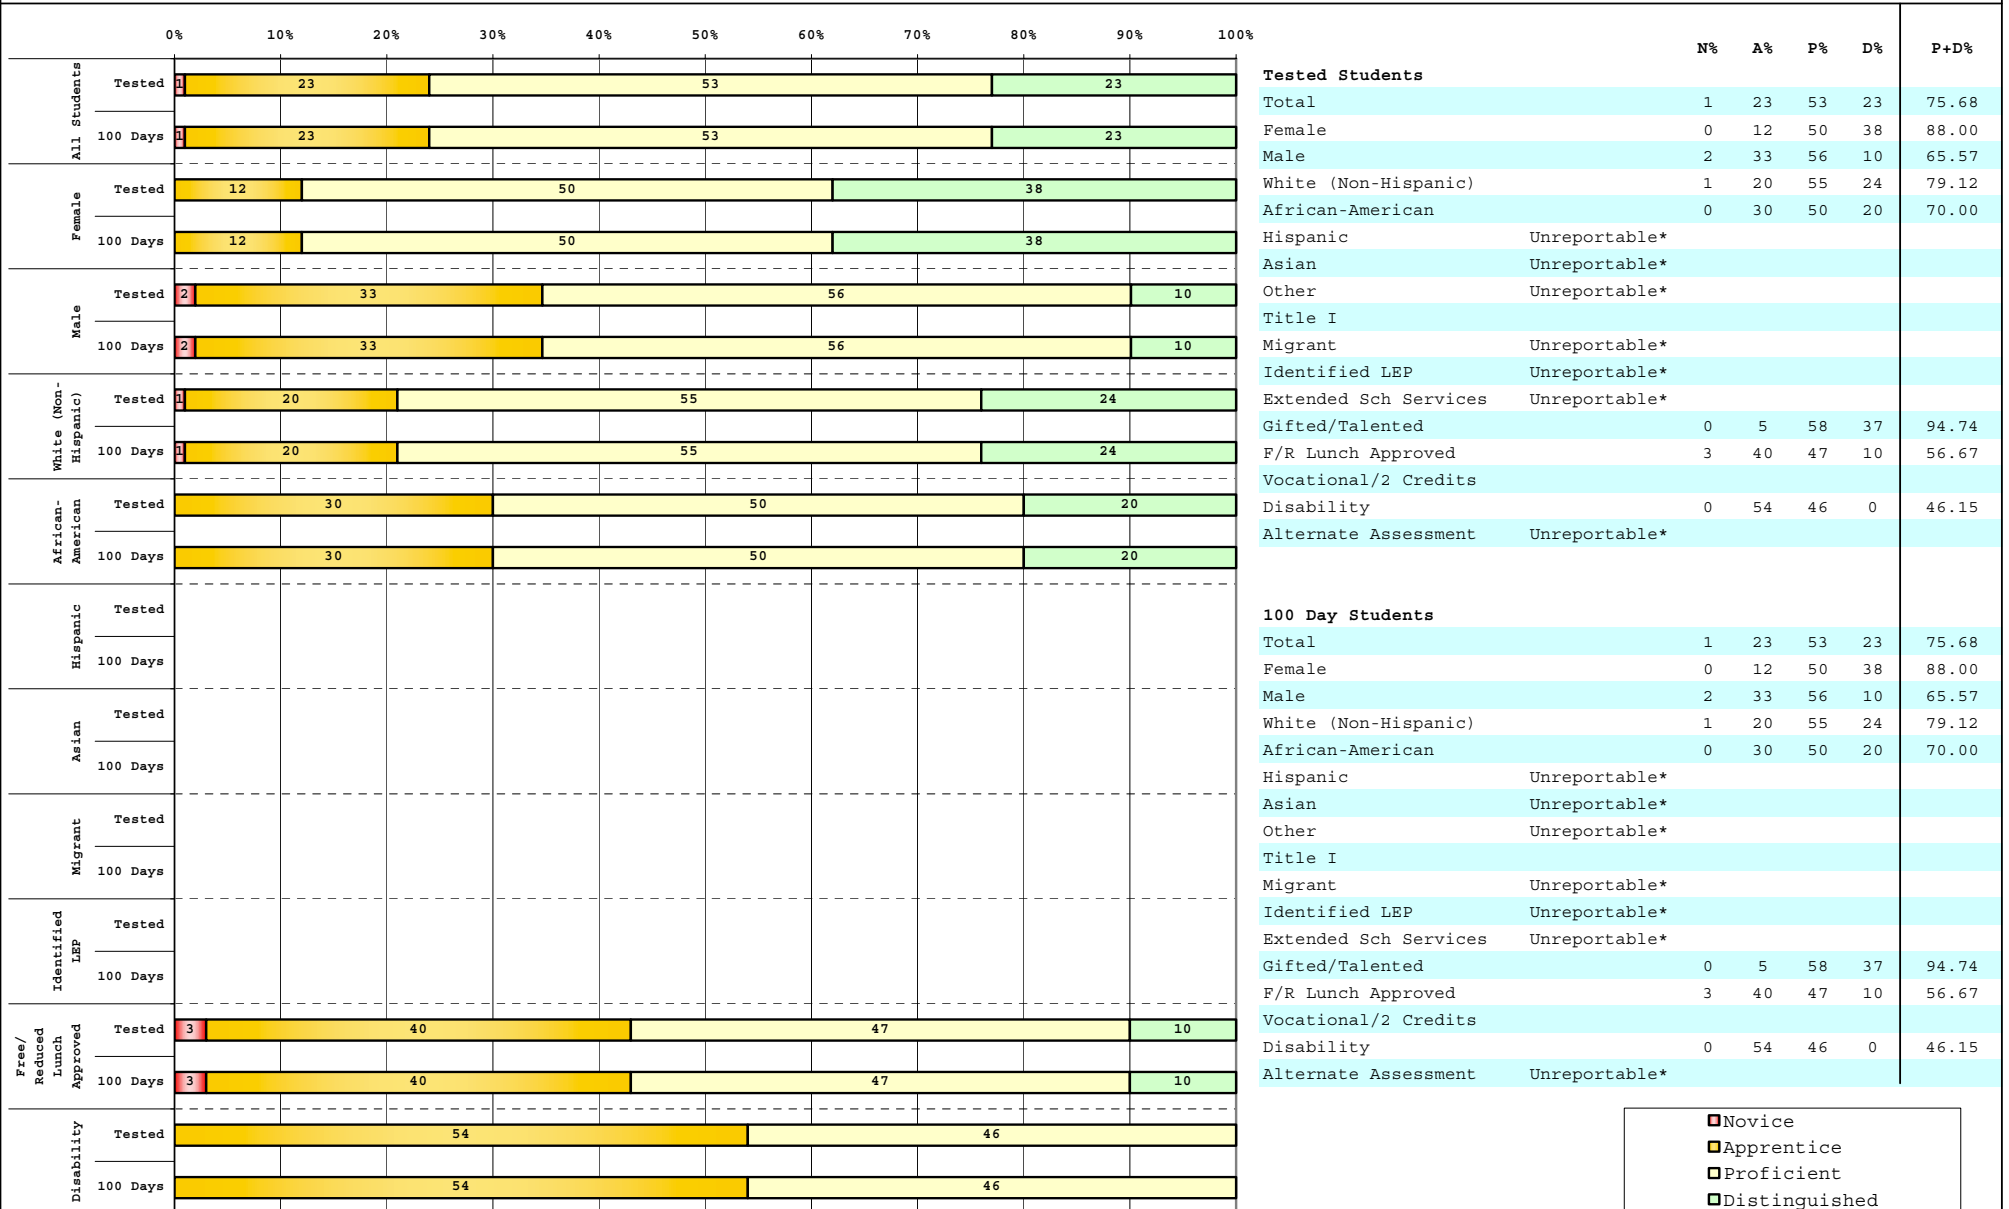 0% 10% 20% 30% 40% 50% 60% 70% 80% 90% 100%
All Students
Tested 1 23 53 23
100 Days 1 23 53 23
Female
Tested 12 50 38
100 Days 12 50 38
Male
Tested 2 33 56 10
100 Days 2 33 56 10
White (Non-
Hispanic)
Tested 1 20 55 24
100 Days 1 20 55 24
African-
American
Tested 30 50 20
100 Days 30 50 20
Hispanic
Tested
100 Days
Asian
Tested
100 Days
Migrant
Tested
100 Days
Identified
LEP
Tested
100 Days
Free/
Reduced
Lunch
Approved
Tested 3 40 47 10
100 Days 3 40 47 10
Disability
Tested 54 46
100 Days 54 46
N% A% P% D% P+D%
Tested Students
Total 1 23 53 23 75.68
Female 0 12 50 38 88.00
Male 2 33 56 10 65.57
White (Non-Hispanic) 1 20 55 24 79.12
African-American 0 30 50 20 70.00
Hispanic Unreportable*
Asian Unreportable*
Other Unreportable*
Title I
Migrant Unreportable*
Identified LEP Unreportable*
Extended Sch Services Unreportable*
Gifted/Talented 0 5 58 37 94.74
F/R Lunch Approved 3 40 47 10 56.67
Vocational/2 Credits
Disability 0 54 46 0 46.15
Alternate Assessment Unreportable*
100 Day Students
Total 1 23 53 23 75.68
Female 0 12 50 38 88.00
Male 2 33 56 10 65.57
White (Non-Hispanic) 1 20 55 24 79.12
African-American 0 30 50 20 70.00
Hispanic Unreportable*
Asian Unreportable*
Other Unreportable*
Title I
Migrant Unreportable*
Identified LEP Unreportable*
Extended Sch Services Unreportable*
Gifted/Talented 0 5 58 37 94.74
F/R Lunch Approved 3 40 47 10 56.67
Vocational/2 Credits
Disability 0 54 46 0 46.15
Alternate Assessment Unreportable*
Novice
Apprentice
Proficient
Distinguished